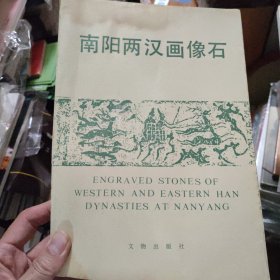 南阳两汉画像石
ENGRAVED STONES OF
WESTERN AND EASTERN HAN
DYNASTIES AT NANYANG
文物出版社